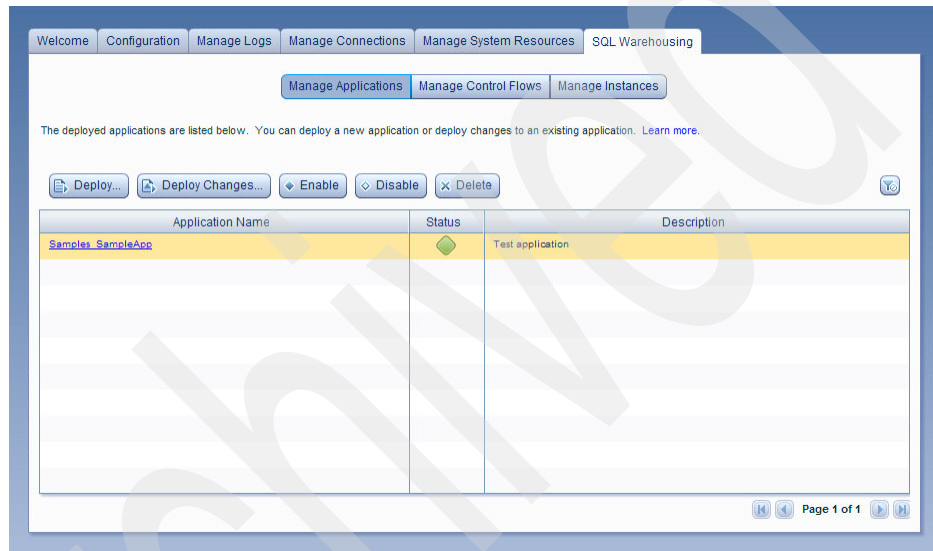 Welcome Configuration Manage Logs Manage Connections Manage System Resources SQL Warehousing
Manage Applications Manage Control Flows Manage Instances
The deployed applications are listed below. You can deploy a new application or deploy changes to an existing application. Learn more.
Deploy... Deploy Changes... Enable Disable Delete
Application Name Status Description
Samples_SampleApp Test application
Page 1 of 1
chived